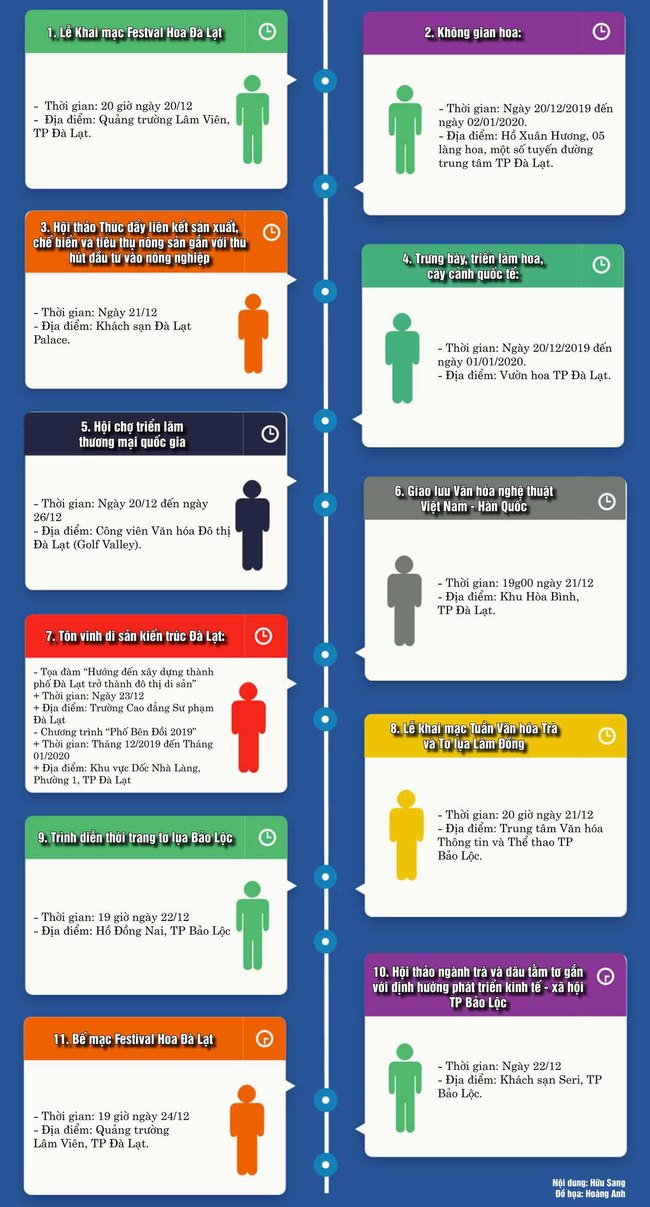 1. Lễ Khai mạc Festval Hoa Đà Lạt
- Thời gian: 20 giờ ngày 20/12
- Địa điểm: Quảng trường Lâm Viên,
TP Đà Lạt.
2. Không gian hoa:
- Thời gian: Ngày 20/12/2019 đến
ngày 02/01/2020.
- Địa điểm: Hồ Xuân Hương, 05
làng hoa, một số tuyến đường
trung tâm TP Đà Lạt.
3. Hội thảo Thúc đẩy liên kết sản xuất,
chế biến và tiêu thụ nông sản gắn với thu
hút đầu tư vào nông nghiệp
- Thời gian: Ngày 21/12
- Địa điểm: Khách sạn Đà Lạt
Palace.
4. Trưng bày, triển lãm hoa,
cây cảnh quốc tế:
- Thời gian: Ngày 20/12/2019 đến
ngày 01/01/2020.
- Địa điểm: Vườn hoa TP Đà Lạt.
5. Hội chợ triển lãm
thương mại quốc gia
- Thời gian: Ngày 20/12 đến ngày
26/12
- Địa điểm: Công viên Văn hóa Đô thị
Đà Lạt (Golf Valley).
6. Giao lưu Văn hóa nghệ thuật
Việt Nam - Hàn Quốc
- Thời gian: 19g00 ngày 21/12
- Địa điểm: Khu Hòa Bình,
TP Đà Lạt.
7. Tôn vinh di sản kiến trúc Đà Lạt:
- Tọa đàm “Hướng đến xây dựng thành
phố Đà Lạt trở thành đô thị di sản”
+ Thời gian: Ngày 23/12
+ Địa điểm: Trường Cao đẳng Sư phạm
Đà Lạt
- Chương trình “Phố Bên Đồi 2019”
+ Thời gian: Tháng 12/2019 đến Tháng
01/2020
+ Địa điểm: Khu vực Dốc Nhà Làng,
Phường 1, TP Đà Lạt
8. Lễ khai mạc Tuần Văn hóa Trà
và Tơ lụa Lâm Đồng
- Thời gian: 20 giờ ngày 21/12
- Địa điểm: Trung tâm Văn hóa
Thông tin và Thể thao TP
Bảo Lộc.
9. Trình diễn thời trang tơ lụa Bảo Lộc
- Thời gian: 19 giờ ngày 22/12
- Địa điểm: Hồ Đồng Nai, TP Bảo Lộc
10. Hội thảo ngành trà và dâu tằm tơ gắn
với định hướng phát triển kinh tế - xã hội
TP Bảo Lộc
- Thời gian: Ngày 22/12
- Địa điểm: Khách sạn Seri, TP
Bảo Lộc.
11. Bế mạc Festival Hoa Đà Lạt
- Thời gian: 19 giờ ngày 24/12
- Địa điểm: Quảng trường
Lâm Viên, TP Đà Lạt.
Nội dung: Hữu Sang
Đồ họa: Hoàng Anh